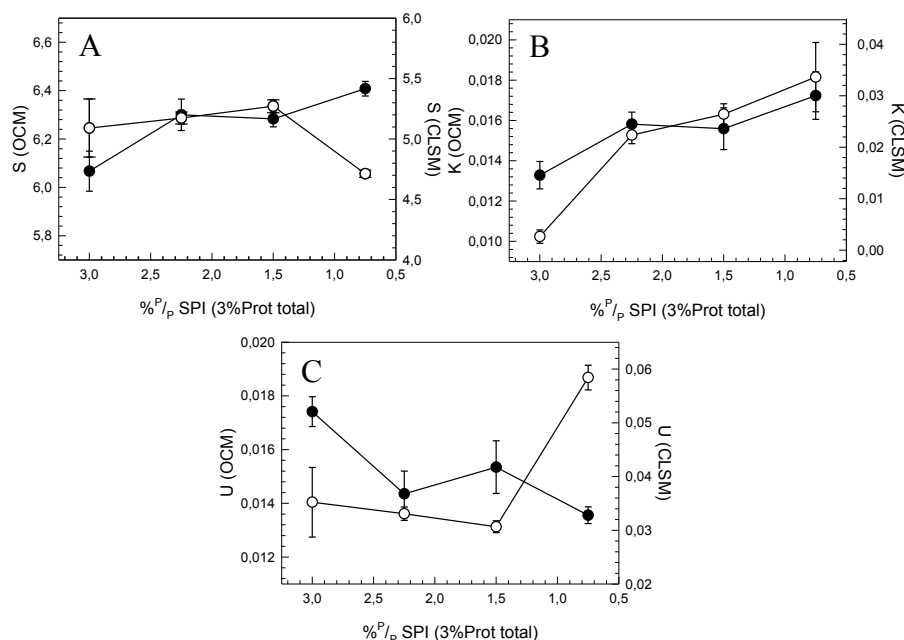 A
S (OCM)
6,6
6,4
6,2
6,0
5,8
S (CLSM)
6,0
5,5
5,0
4,5
4,0
3,0 2,5 2,0 1,5 1,0 0,5
%P/P SPI (3%Prot total)
B
K (OCM)
0,020
0,018
0,016
0,014
0,012
0,010
K (CLSM)
0,04
0,03
0,02
0,01
0,00
3,0 2,5 2,0 1,5 1,0 0,5
%P/P SPI (3%Prot total)
C
U (OCM)
0,020
0,018
0,016
0,014
0,012
U (CLSM)
0,06
0,05
0,04
0,03
0,02
3,0 2,5 2,0 1,5 1,0 0,5
%P/P SPI (3%Prot total)